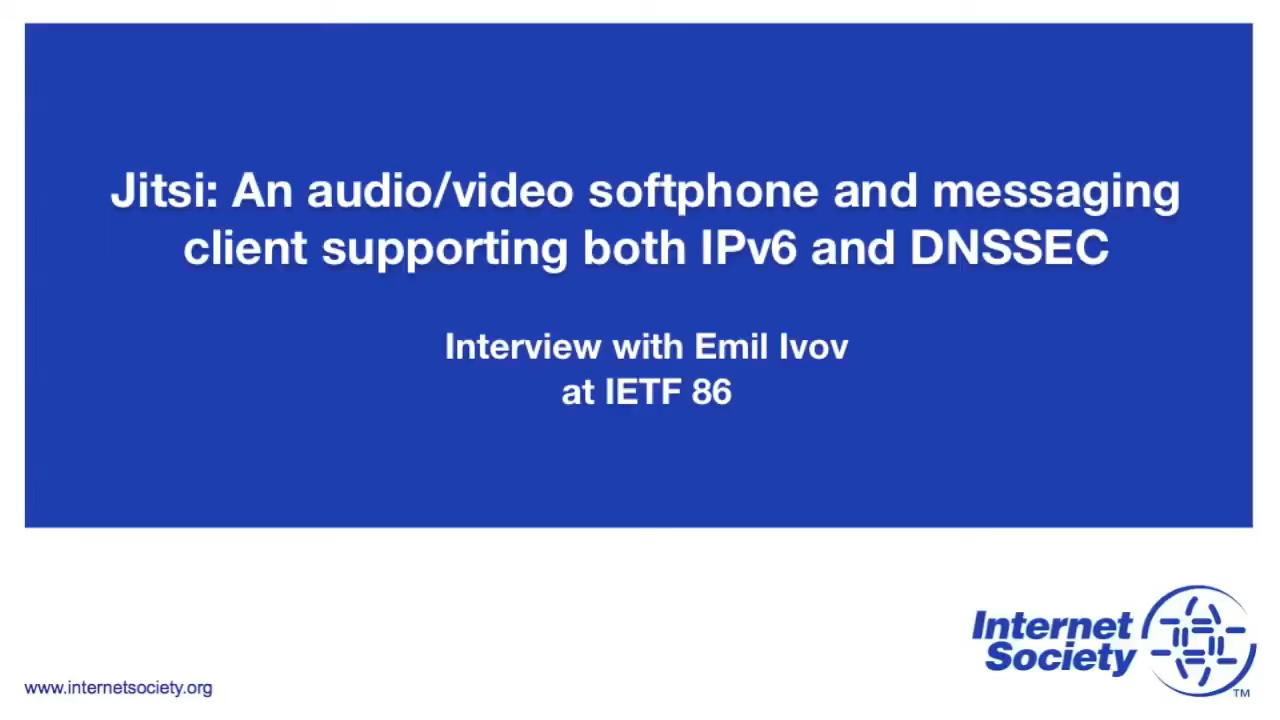 Jitsi: An audio/video softphone and messaging
client supporting both IPv6 and DNSSEC
Interview with Emil Ivov
at IETF 86
Internet
Society
TM
www.internetsociety.org